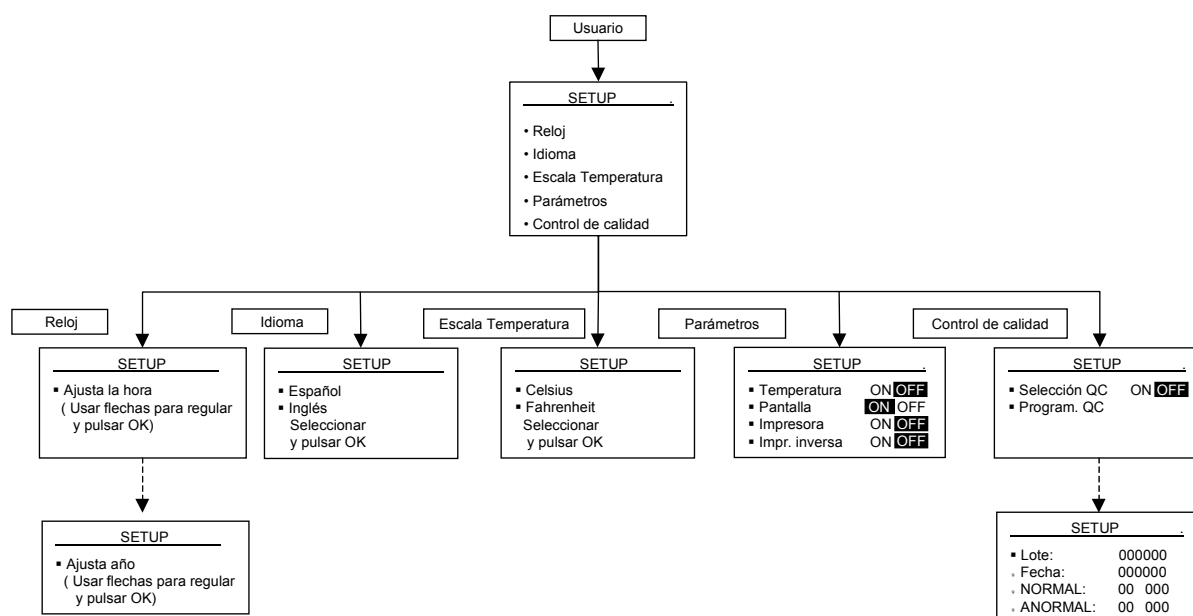 Usuario
SETUP .
• Reloj
• Idioma
• Escala Temperatura
• Parámetros
• Control de calidad
Reloj
Idioma
Escala Temperatura
Parámetros
Control de calidad
SETUP
▪ Ajusta la hora
( Usar flechas para regular
y pulsar OK)
SETUP
▪ Español
▪ Inglés
Seleccionar
y pulsar OK
SETUP
▪ Celsius
▪ Fahrenheit
Seleccionar
y pulsar OK
SETUP .
▪ Temperatura ON OFF
▪ Pantalla ON OFF
▪ Impresora ON OFF
▪ Impr. inversa ON OFF
SETUP .
▪ Selección QC ON OFF
▪ Program. QC
SETUP
▪ Ajusta año
( Usar flechas para regular
y pulsar OK)
SETUP .
▪ Lote: 000000
▪ Fecha: 000000
▪ NORMAL: 00 000
▪ ANORMAL: 00 000